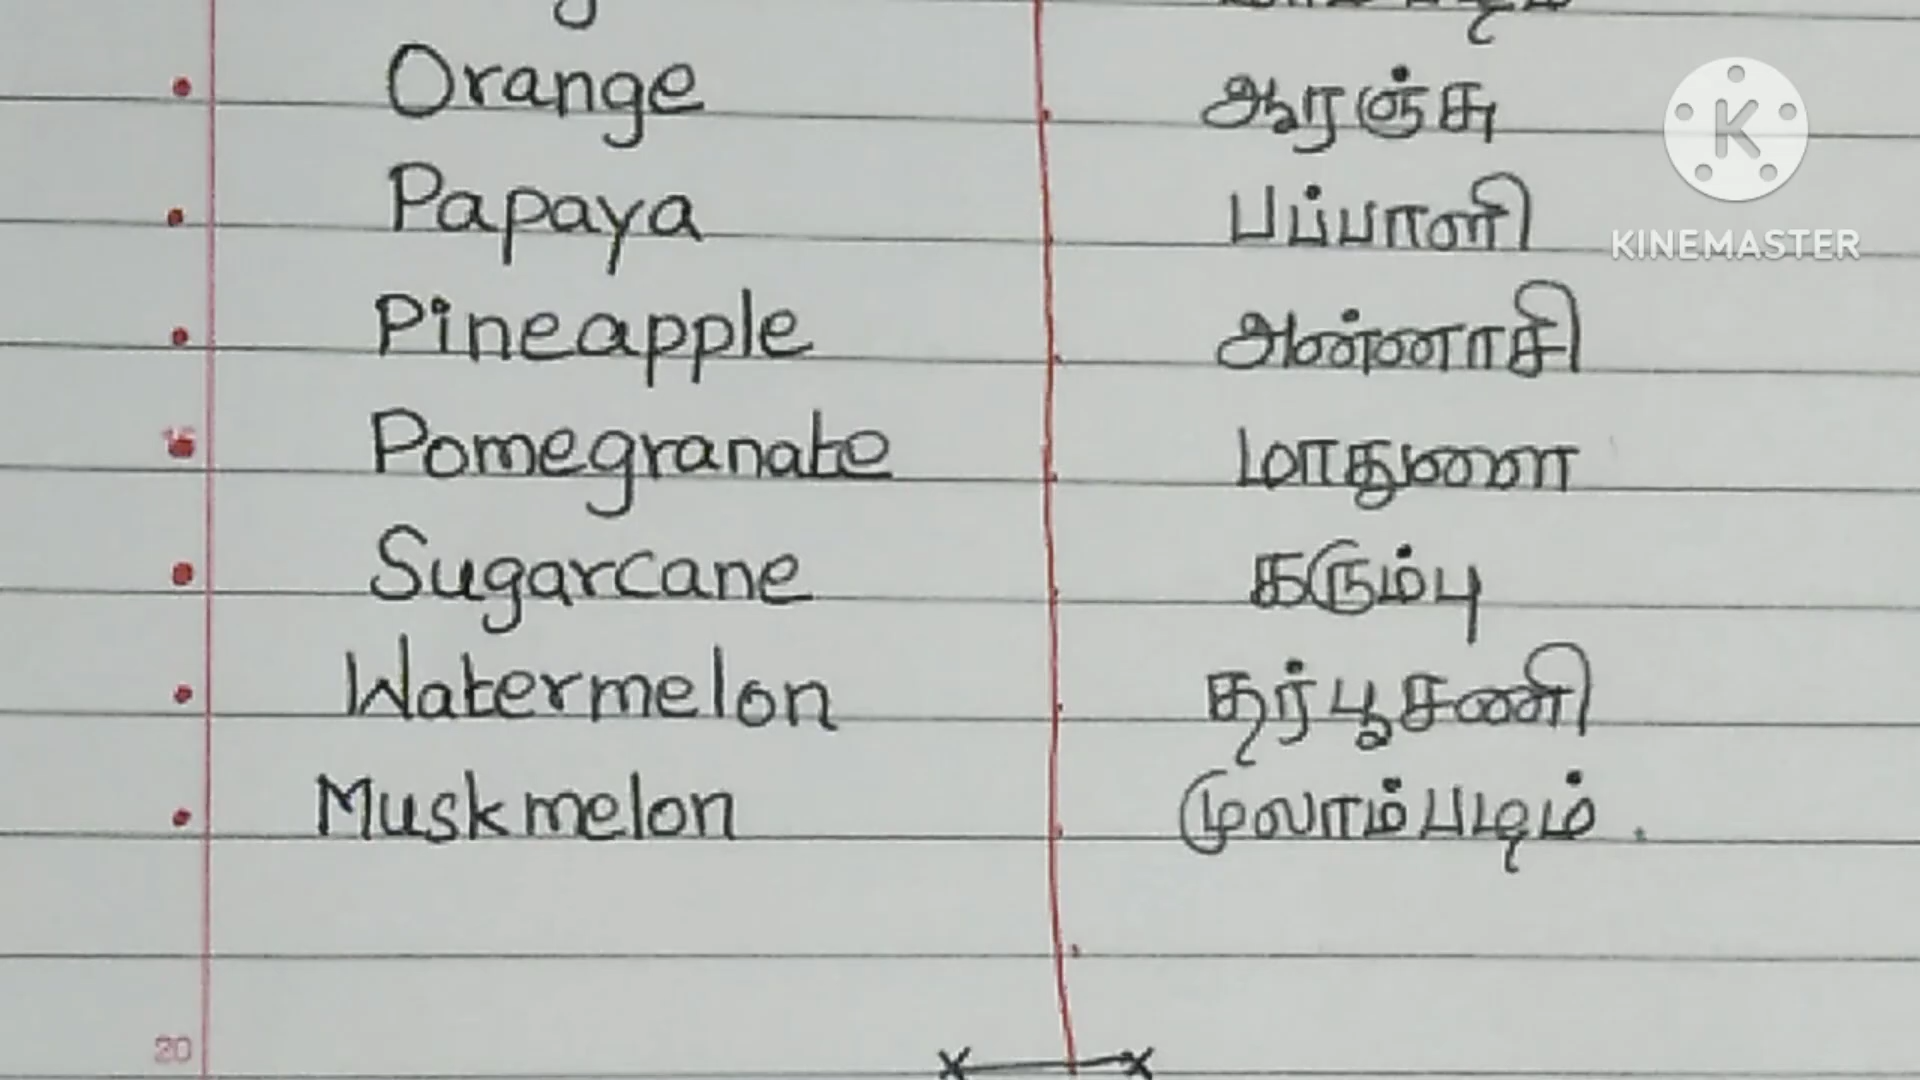 Orange ஆரஞ்சு
Papaya பப்பாளி
Pineapple அன்னாசி
Pomegranate மாதுளை
Sugarcane கரும்பு
Watermelon தர்பூசணி
Muskmelon முலாம்பழம்.
20
K
KINEMASTER